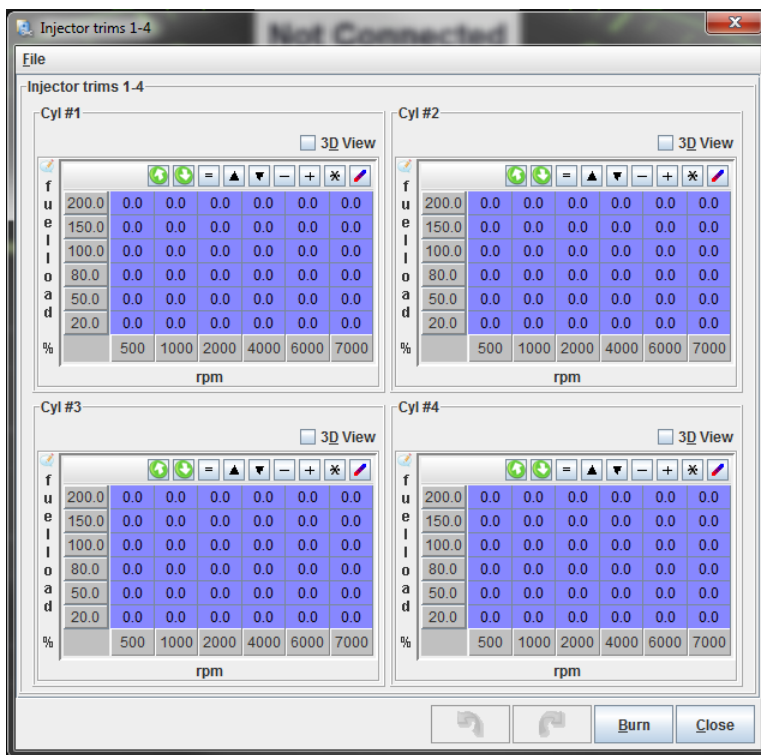 Injector trims 1-4
Not Connected
File
Injector trims 1-4
Cyl #1
3D View
= - + *
fuelload
200.0 0.0 0.0 0.0 0.0 0.0 0.0
150.0 0.0 0.0 0.0 0.0 0.0 0.0
100.0 0.0 0.0 0.0 0.0 0.0 0.0
80.0 0.0 0.0 0.0 0.0 0.0 0.0
50.0 0.0 0.0 0.0 0.0 0.0 0.0
20.0 0.0 0.0 0.0 0.0 0.0 0.0
% 500 1000 2000 4000 6000 7000
rpm
Cyl #2
3D View
= - + *
fuelload
200.0 0.0 0.0 0.0 0.0 0.0 0.0
150.0 0.0 0.0 0.0 0.0 0.0 0.0
100.0 0.0 0.0 0.0 0.0 0.0 0.0
80.0 0.0 0.0 0.0 0.0 0.0 0.0
50.0 0.0 0.0 0.0 0.0 0.0 0.0
20.0 0.0 0.0 0.0 0.0 0.0 0.0
% 500 1000 2000 4000 6000 7000
rpm
Cyl #3
3D View
= - + *
fuelload
200.0 0.0 0.0 0.0 0.0 0.0 0.0
150.0 0.0 0.0 0.0 0.0 0.0 0.0
100.0 0.0 0.0 0.0 0.0 0.0 0.0
80.0 0.0 0.0 0.0 0.0 0.0 0.0
50.0 0.0 0.0 0.0 0.0 0.0 0.0
20.0 0.0 0.0 0.0 0.0 0.0 0.0
% 500 1000 2000 4000 6000 7000
rpm
Cyl #4
3D View
= - + *
fuelload
200.0 0.0 0.0 0.0 0.0 0.0 0.0
150.0 0.0 0.0 0.0 0.0 0.0 0.0
100.0 0.0 0.0 0.0 0.0 0.0 0.0
80.0 0.0 0.0 0.0 0.0 0.0 0.0
50.0 0.0 0.0 0.0 0.0 0.0 0.0
20.0 0.0 0.0 0.0 0.0 0.0 0.0
% 500 1000 2000 4000 6000 7000
rpm
Burn
Close